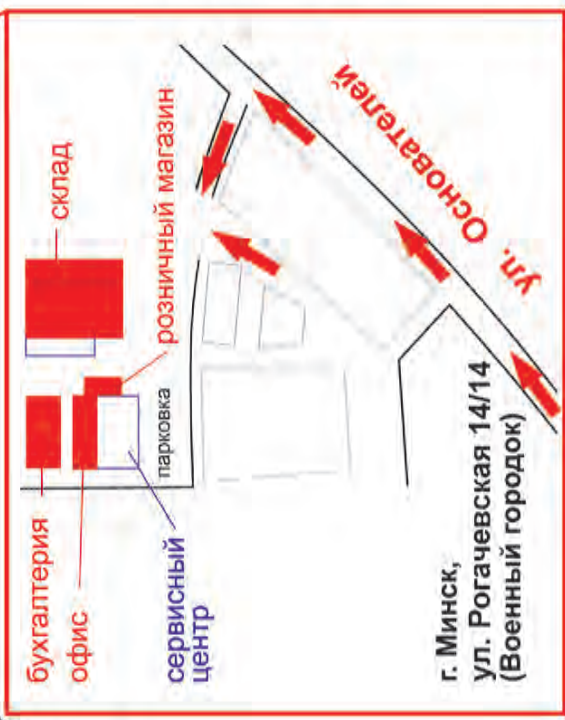 бухгалтерия
офис
сервисный
центр
парковка
склад
розничный магазин
ул. Основателей
г. Минск,
ул. Рогачевская 14/14
(Военный городок)